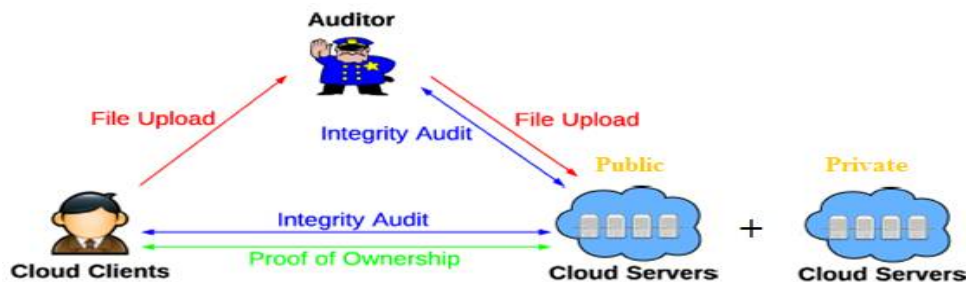 Auditor
File Upload
File Upload
Integrity Audit
Public
Private
Integrity Audit
+
Proof of Ownership
Cloud Clients
Cloud Servers
Cloud Servers